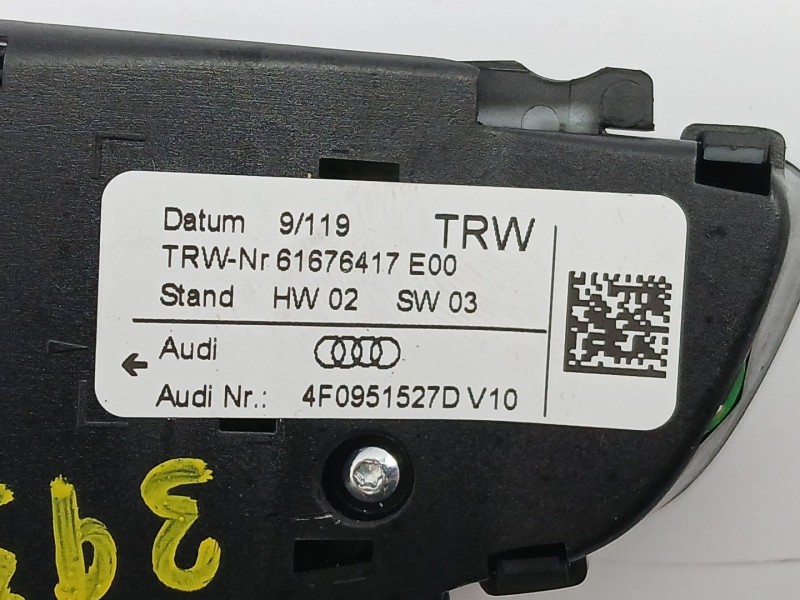 Datum 9/119 TRW
TRW-Nr 61676417 E00
Stand HW 02 SW 03
Audi
Audi Nr.: 4F0951527D V10